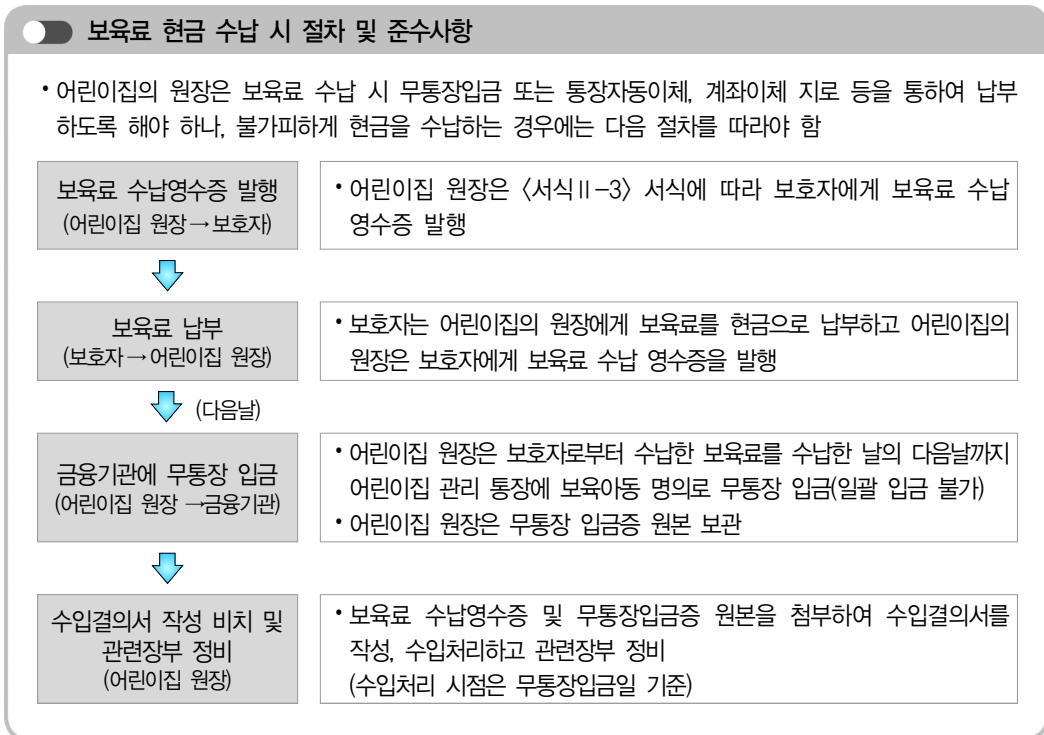 보육료 현금 수납 시 절차 및 준수사항
• 어린이집의 원장은 보육료 수납 시 무통장입금 또는 통장자동이체, 계좌이체 지로 등을 통하여 납부
하도록 해야 하나, 불가피하게 현금을 수납하는 경우에는 다음 절차를 따라야 함
보육료 수납영수증 발행
(어린이집 원장→보호자)
• 어린이집 원장은 〈서식Ⅱ-3〉 서식에 따라 보호자에게 보육료 수납
영수증 발행
보육료 납부
(보호자→어린이집 원장)
• 보호자는 어린이집의 원장에게 보육료를 현금으로 납부하고 어린이집의
원장은 보호자에게 보육료 수납 영수증을 발행
(다음날)
금융기관에 무통장 입금
(어린이집 원장 →금융기관)
• 어린이집 원장은 보호자로부터 수납한 보육료를 수납한 날의 다음날까지
어린이집 관리 통장에 보육아동 명의로 무통장 입금(일괄 입금 불가)
• 어린이집 원장은 무통장 입금증 원본 보관
수입결의서 작성 비치 및
관련장부 정비
(어린이집 원장)
• 보육료 수납영수증 및 무통장입금증 원본을 첨부하여 수입결의서를
작성, 수입처리하고 관련장부 정비
(수입처리 시점은 무통장입금일 기준)